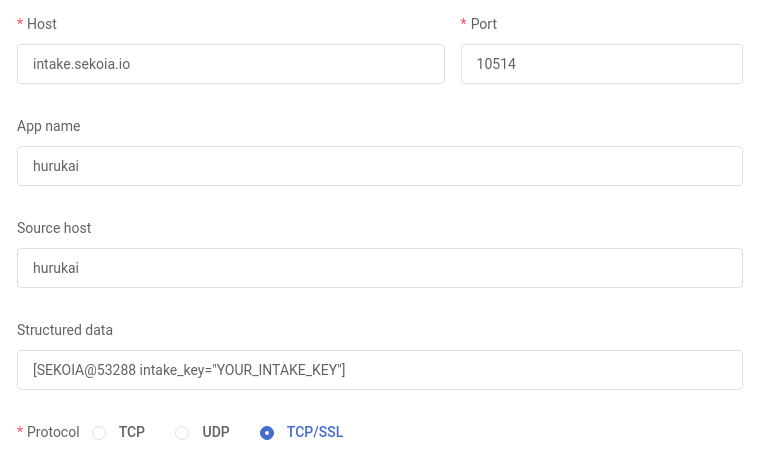 * Host
* Port
intake.sekoia.io
10514
App name
hurukai
Source host
hurukai
Structured data
[SEKOIA@53288 intake_key="YOUR_INTAKE_KEY"]
* Protocol TCP UDP TCP/SSL